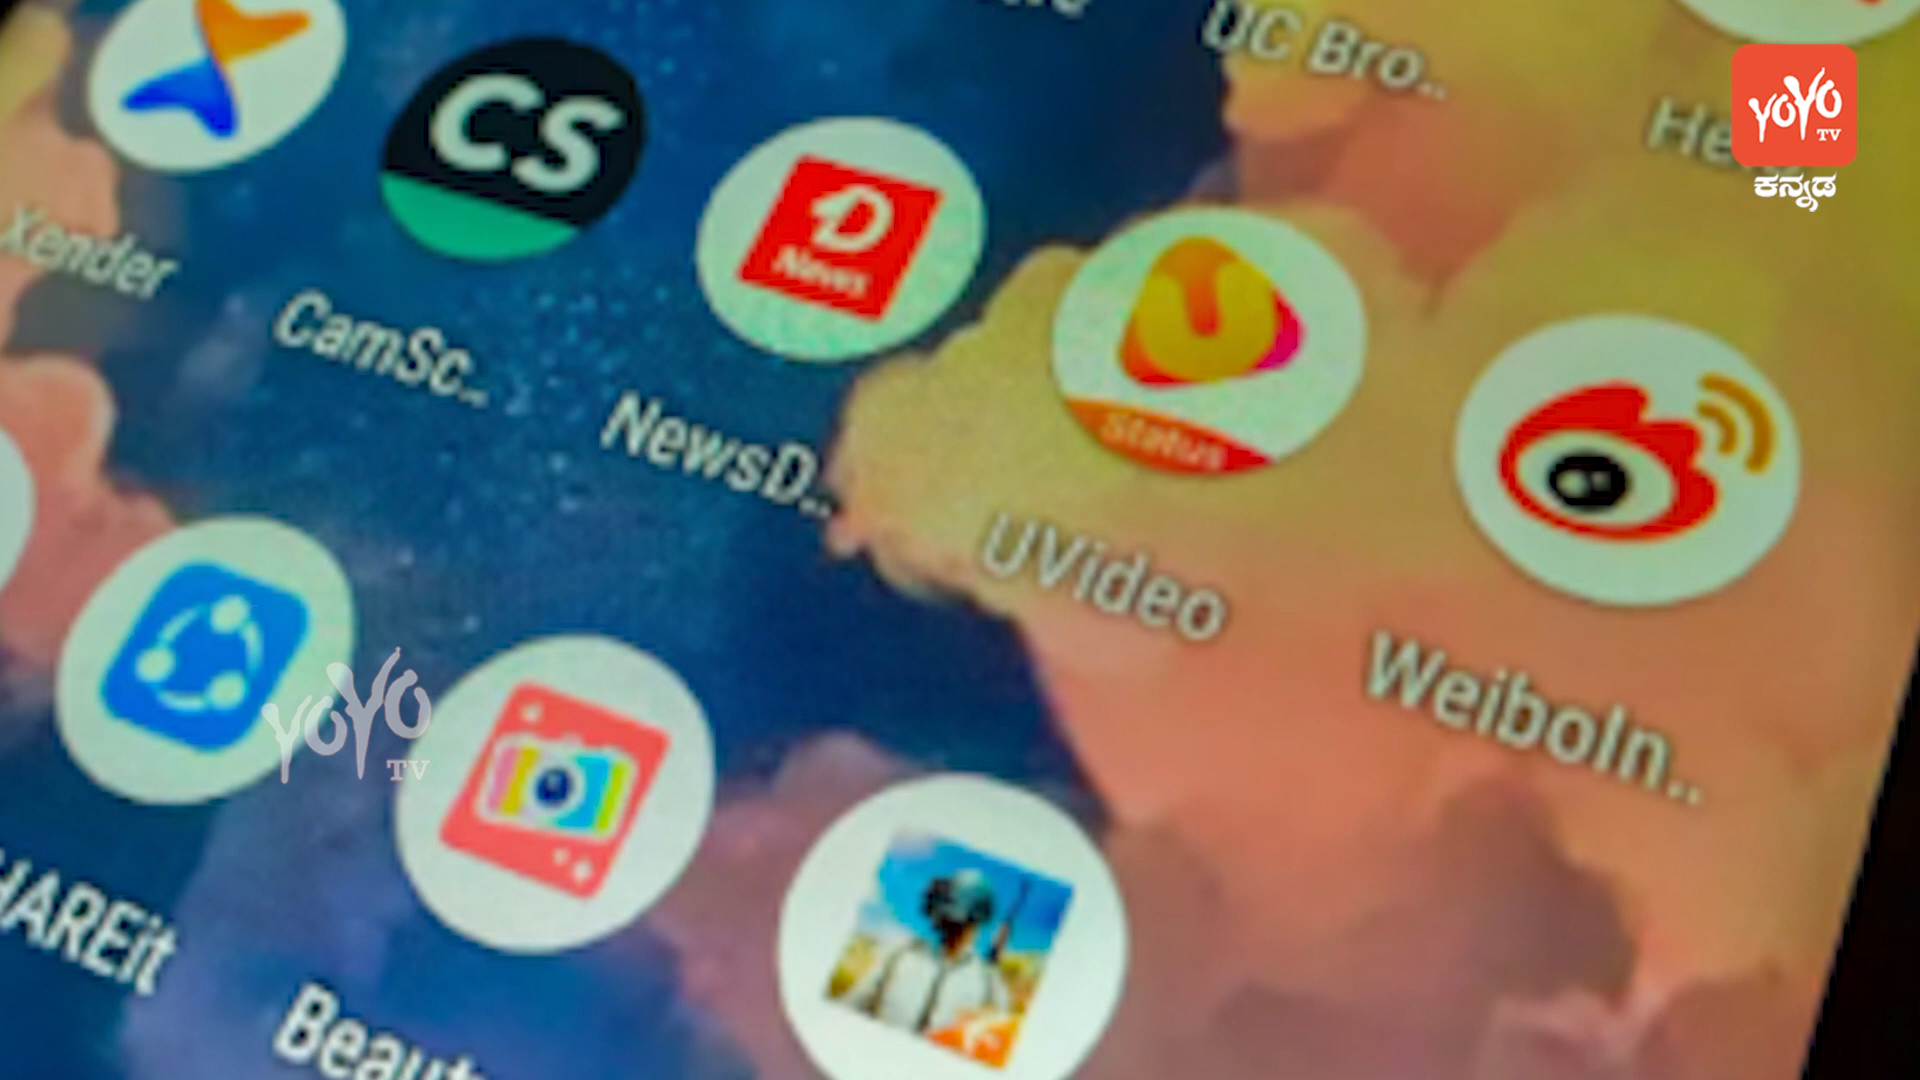 UC Bro..
YOYO
TV
ಕನ್ನಡ
He
CS
D
News
Xender
CamSc..
NewsD..
U
Status
UVideo
WeiboIn..
YOYO
TV
HAREit
Beaut